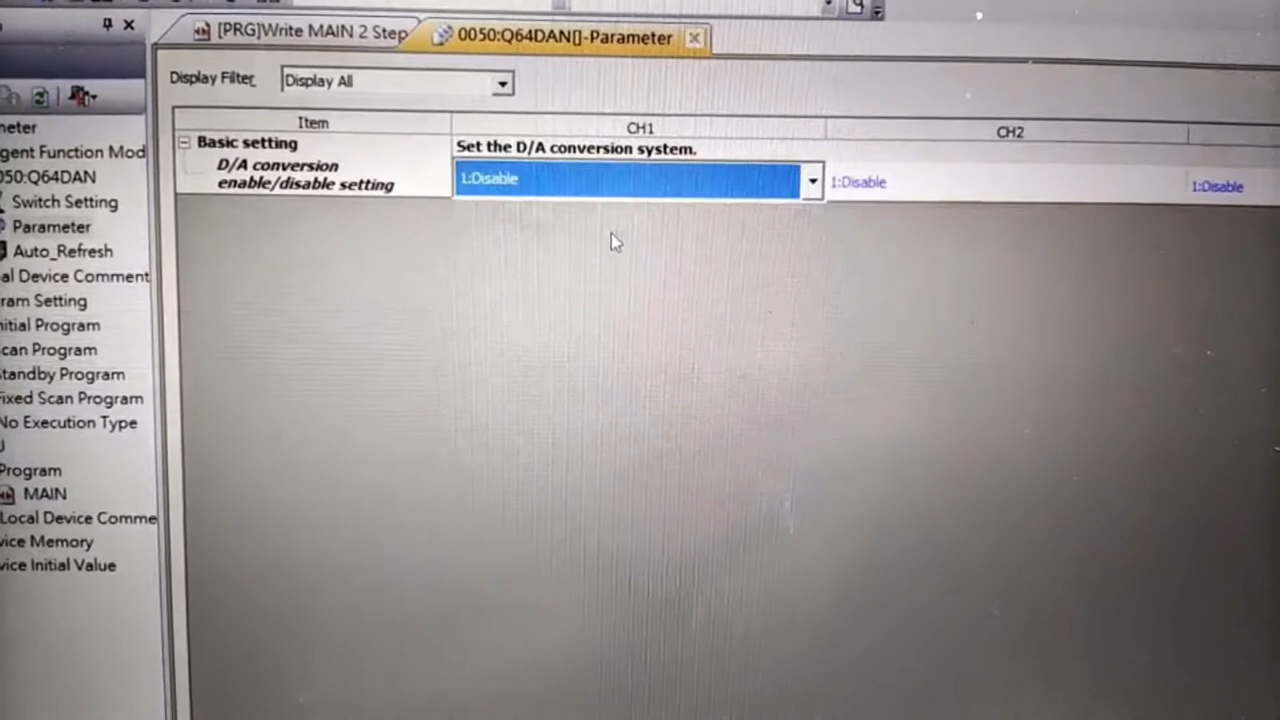 [PRG]Write MAIN 2 Step
0050:Q64DAN[]-Parameter
Display Filter
Display All
Item
CH1
CH2
Basic setting
Set the D/A conversion system.
D/A conversion
enable/disable setting
1:Disable
1:Disable
1:Disable
meter
gent Function Mod
050:Q64DAN
Switch Setting
Parameter
Auto_Refresh
al Device Comment
ram Setting
nitial Program
can Program
tandby Program
ixed Scan Program
No Execution Type
Program
MAIN
Local Device Comme
vice Memory
vice Initial Value